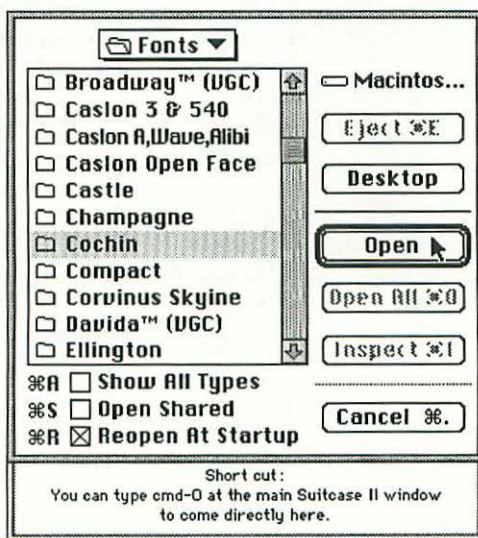 Fonts
Broadway™ (VGC)
Caslon 3 & 540
Caslon A,Wave,Alibi
Caslon Open Face
Castle
Champagne
Cochin
Compact
Corvinus Skyine
Davida™ (VGC)
Ellington
⌘A Show All Types
⌘S Open Shared
⌘R Reopen At Startup
Macintos...
Eject ⌘E
Desktop
Open
Open All ⌘O
Inspect ⌘I
Cancel ⌘.
Short cut:
You can type cmd-O at the main Suitcase II window
to come directly here.